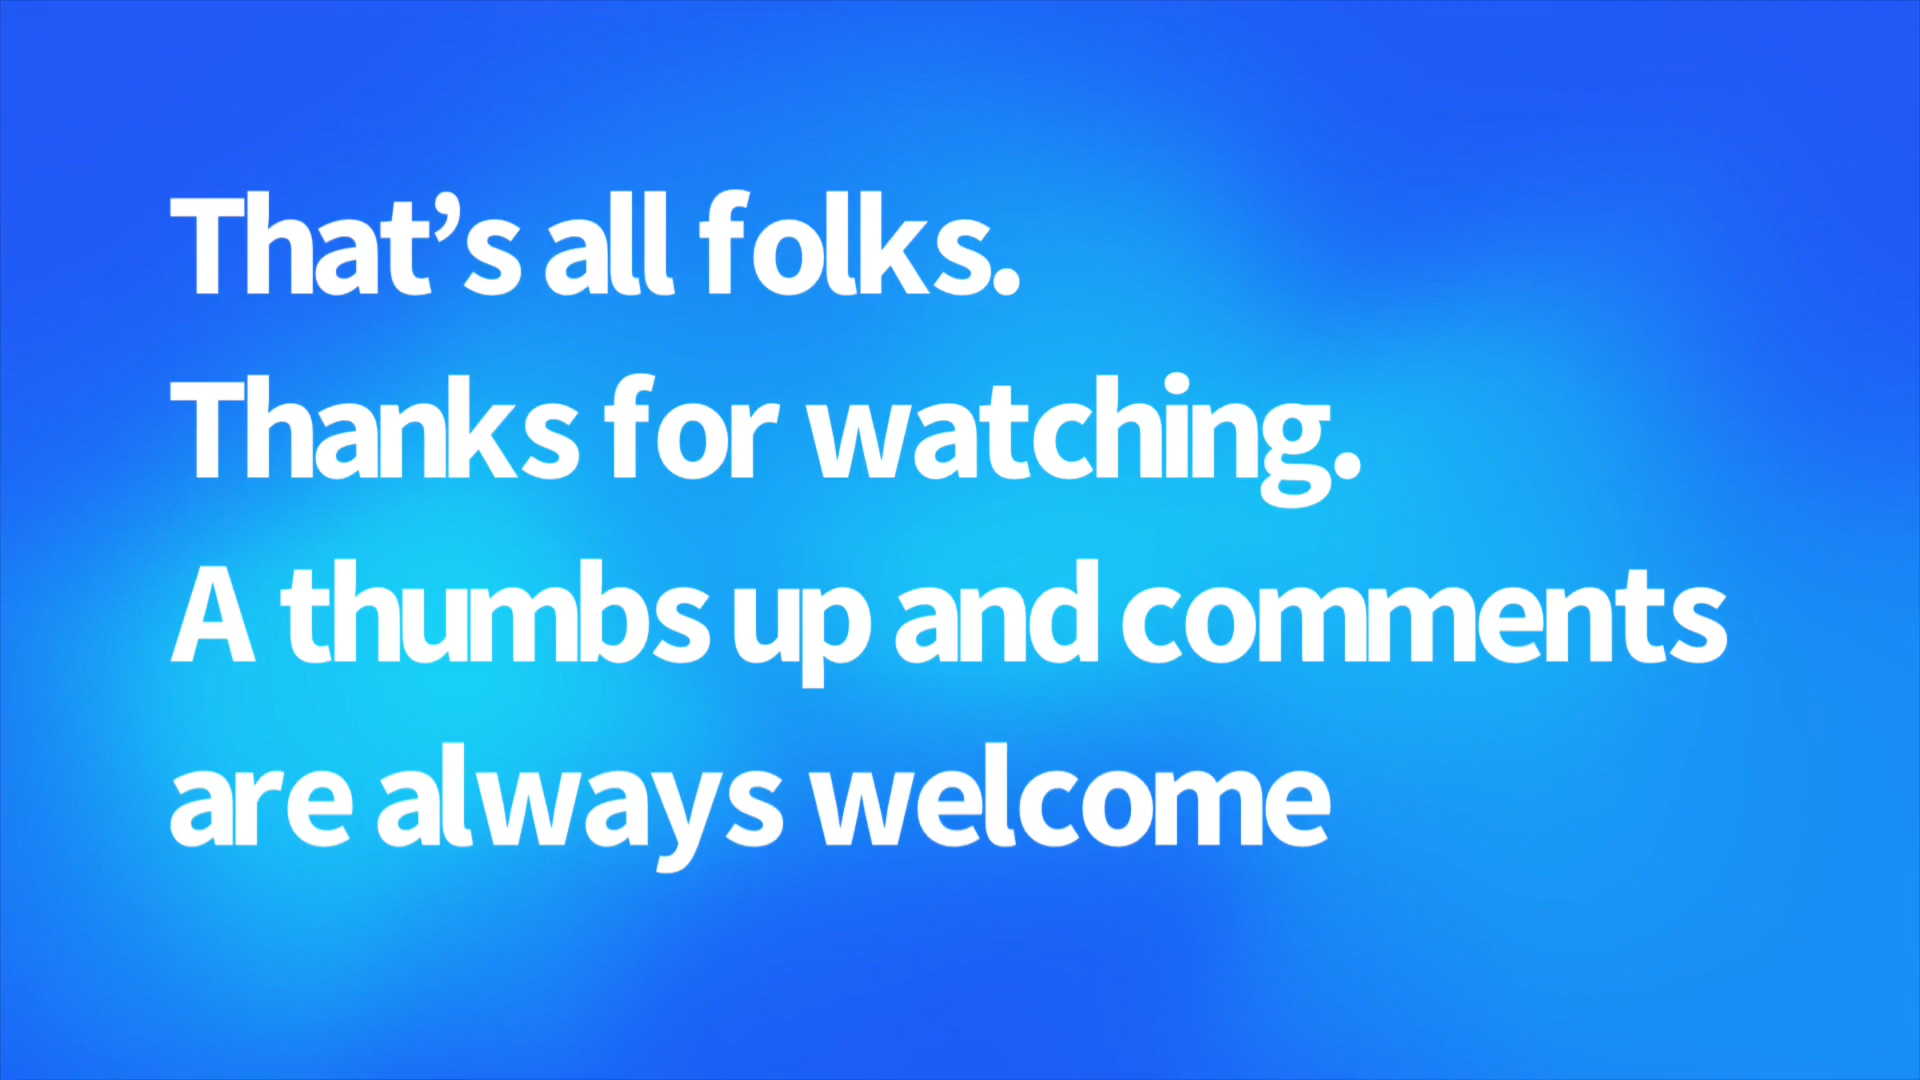 That’s all folks.
Thanks for watching.
A thumbs up and comments
are always welcome